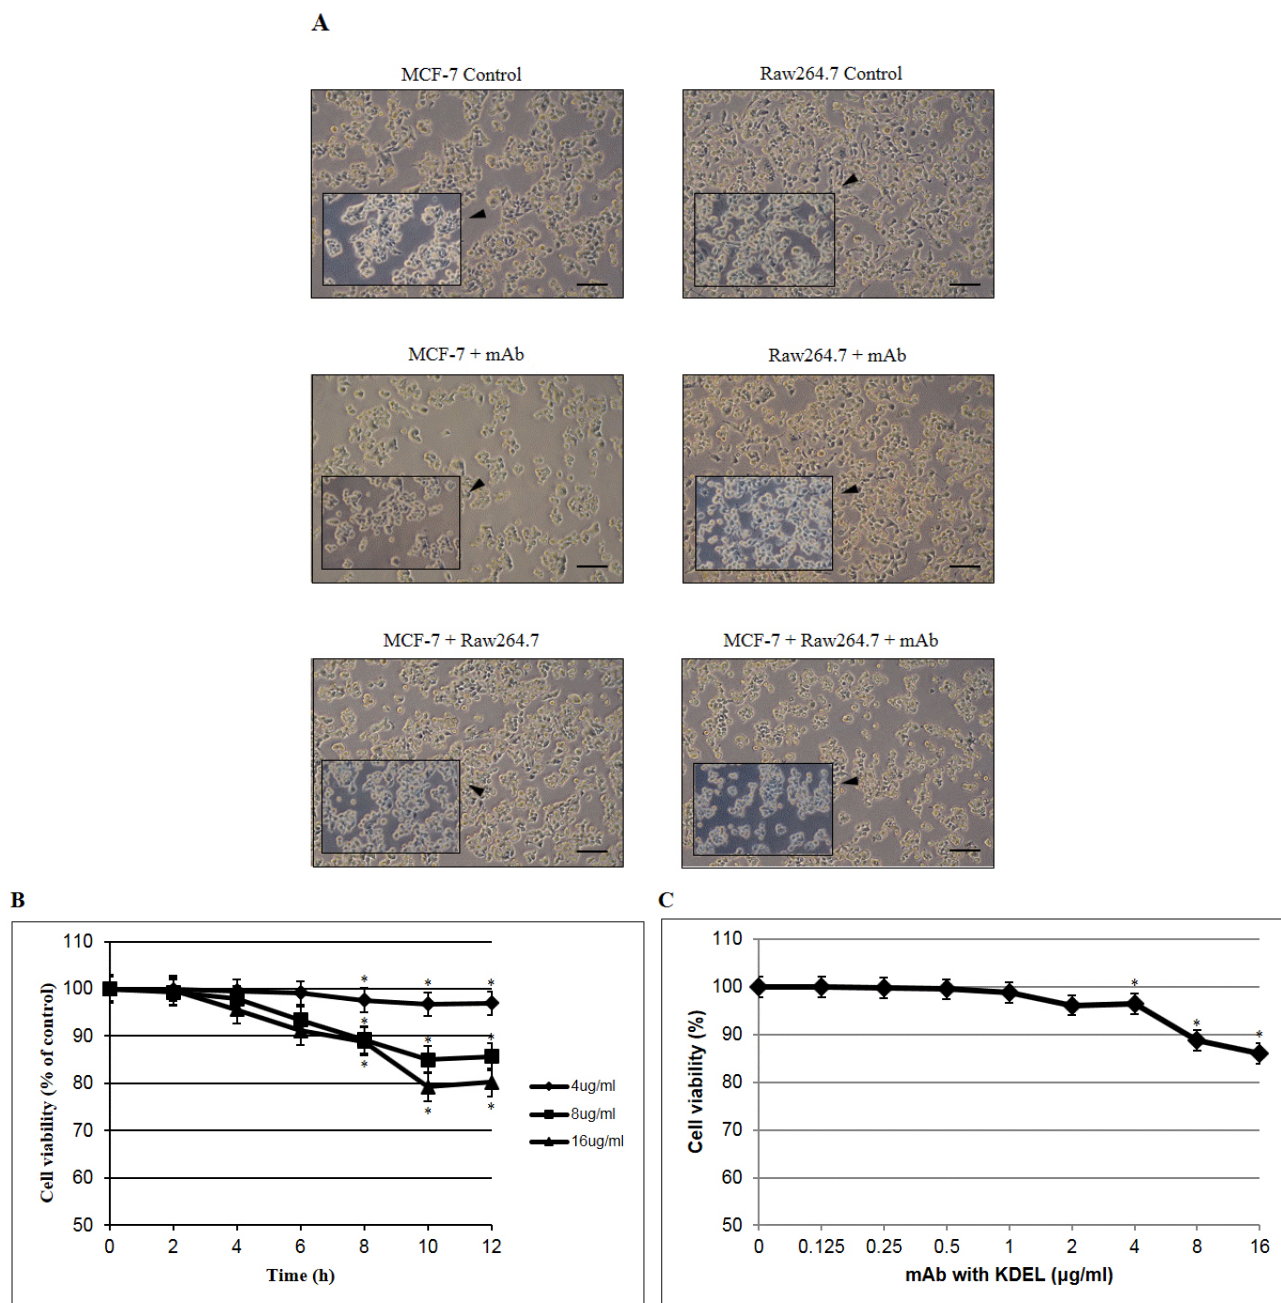 A
MCF-7 Control
Raw264.7 Control
MCF-7 + mAb
Raw264.7 + mAb
MCF-7 + Raw264.7
MCF-7 + Raw264.7 + mAb
B
Cell viability (% of control)
110
100
90
80
70
60
50
0 2 4 6 8 10 12
Time (h)
* * *
* * *
* * *
4ug/ml
8ug/ml
16ug/ml
C
Cell viability (%)
110
100
90
80
70
60
50
0 0.125 0.25 0.5 1 2 4 8 16
mAb with KDEL (µg/ml)
* * *